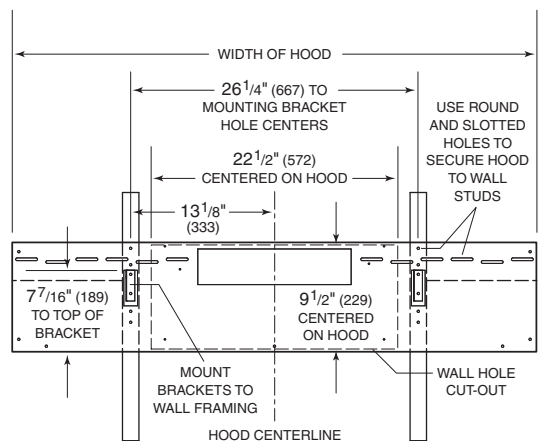 WIDTH OF HOOD
26 1/4" (667) TO
MOUNTING BRACKET
HOLE CENTERS
USE ROUND
AND SLOTTED
HOLES TO
SECURE HOOD
TO WALL
STUDS
22 1/2" (572)
CENTERED ON HOOD
13 1/8"
(333)
7 7/16" (189)
TO TOP OF
BRACKET
9 1/2" (229)
CENTERED
ON HOOD
MOUNT
BRACKETS TO
WALL FRAMING
WALL HOLE
CUT-OUT
HOOD CENTERLINE